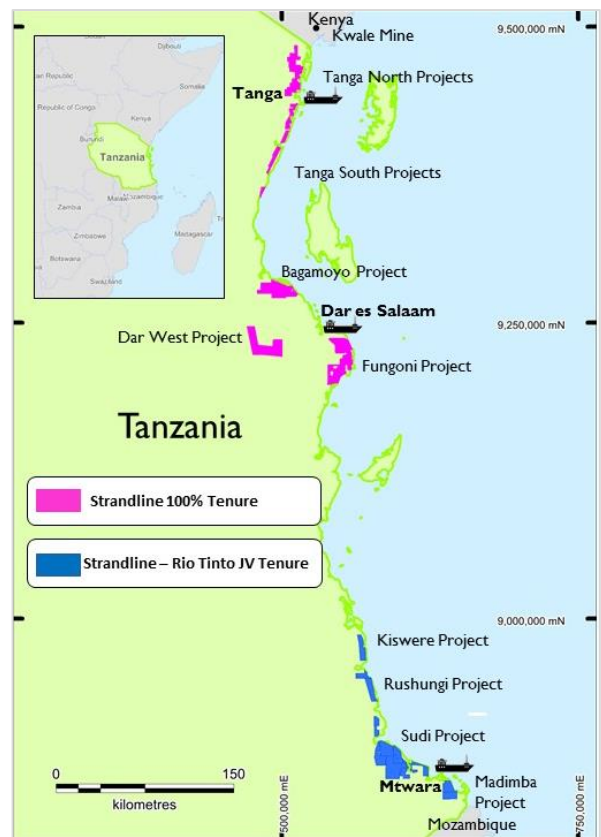 Kenya
Kwale Mine
9,500,000 mN
Tanga North Projects
Tanga
Tanga South Projects
Bagamoyo Project
Dar es Salaam
9,250,000 mN
Dar West Project
Fungoni Project
Tanzania
Strandline 100% Tenure
Strandline – Rio Tinto JV Tenure
9,000,000 mN
Kiswere Project
Rushungi Project
Sudi Project
Mtwara
Madimba
Project
Mozambique
0 150
kilometres
500,000 mE
750,000 mE
Sudan
Djibouti
Somalia
Republic of Congo
Kenya
Burundi
Tanzania
Mozambique
Zambia
Zimbabwe
Madagascar
Botswana
Swaziland